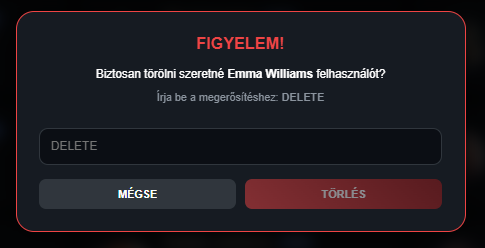 FIGYELEM!
Biztosan törölni szeretné Emma Williams felhasználót?
Írja be a megerősítéshez: DELETE
DELETE
MÉGSE
TÖRLÉS